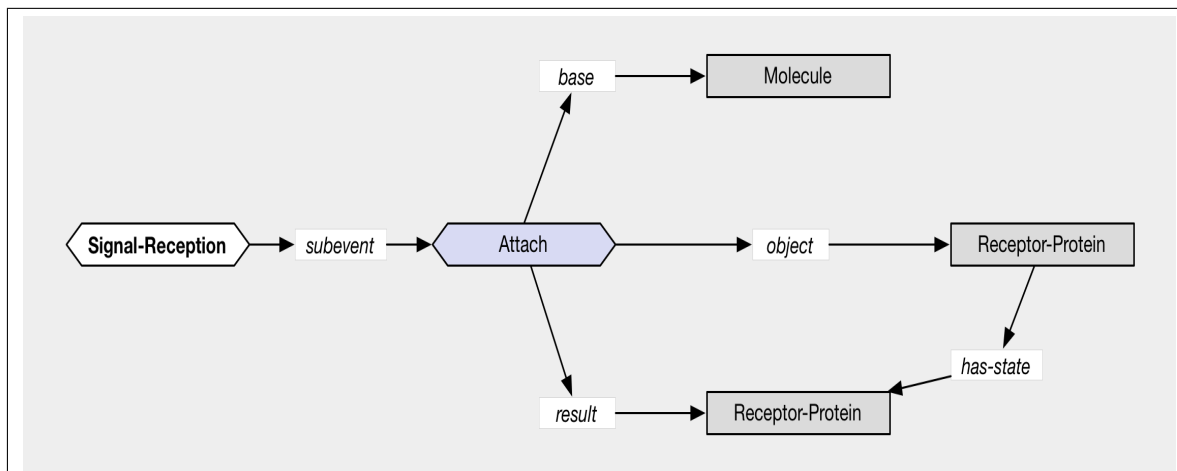 base
Molecule
Signal-Reception
subevent
Attach
object
Receptor-Protein
has-state
result
Receptor-Protein